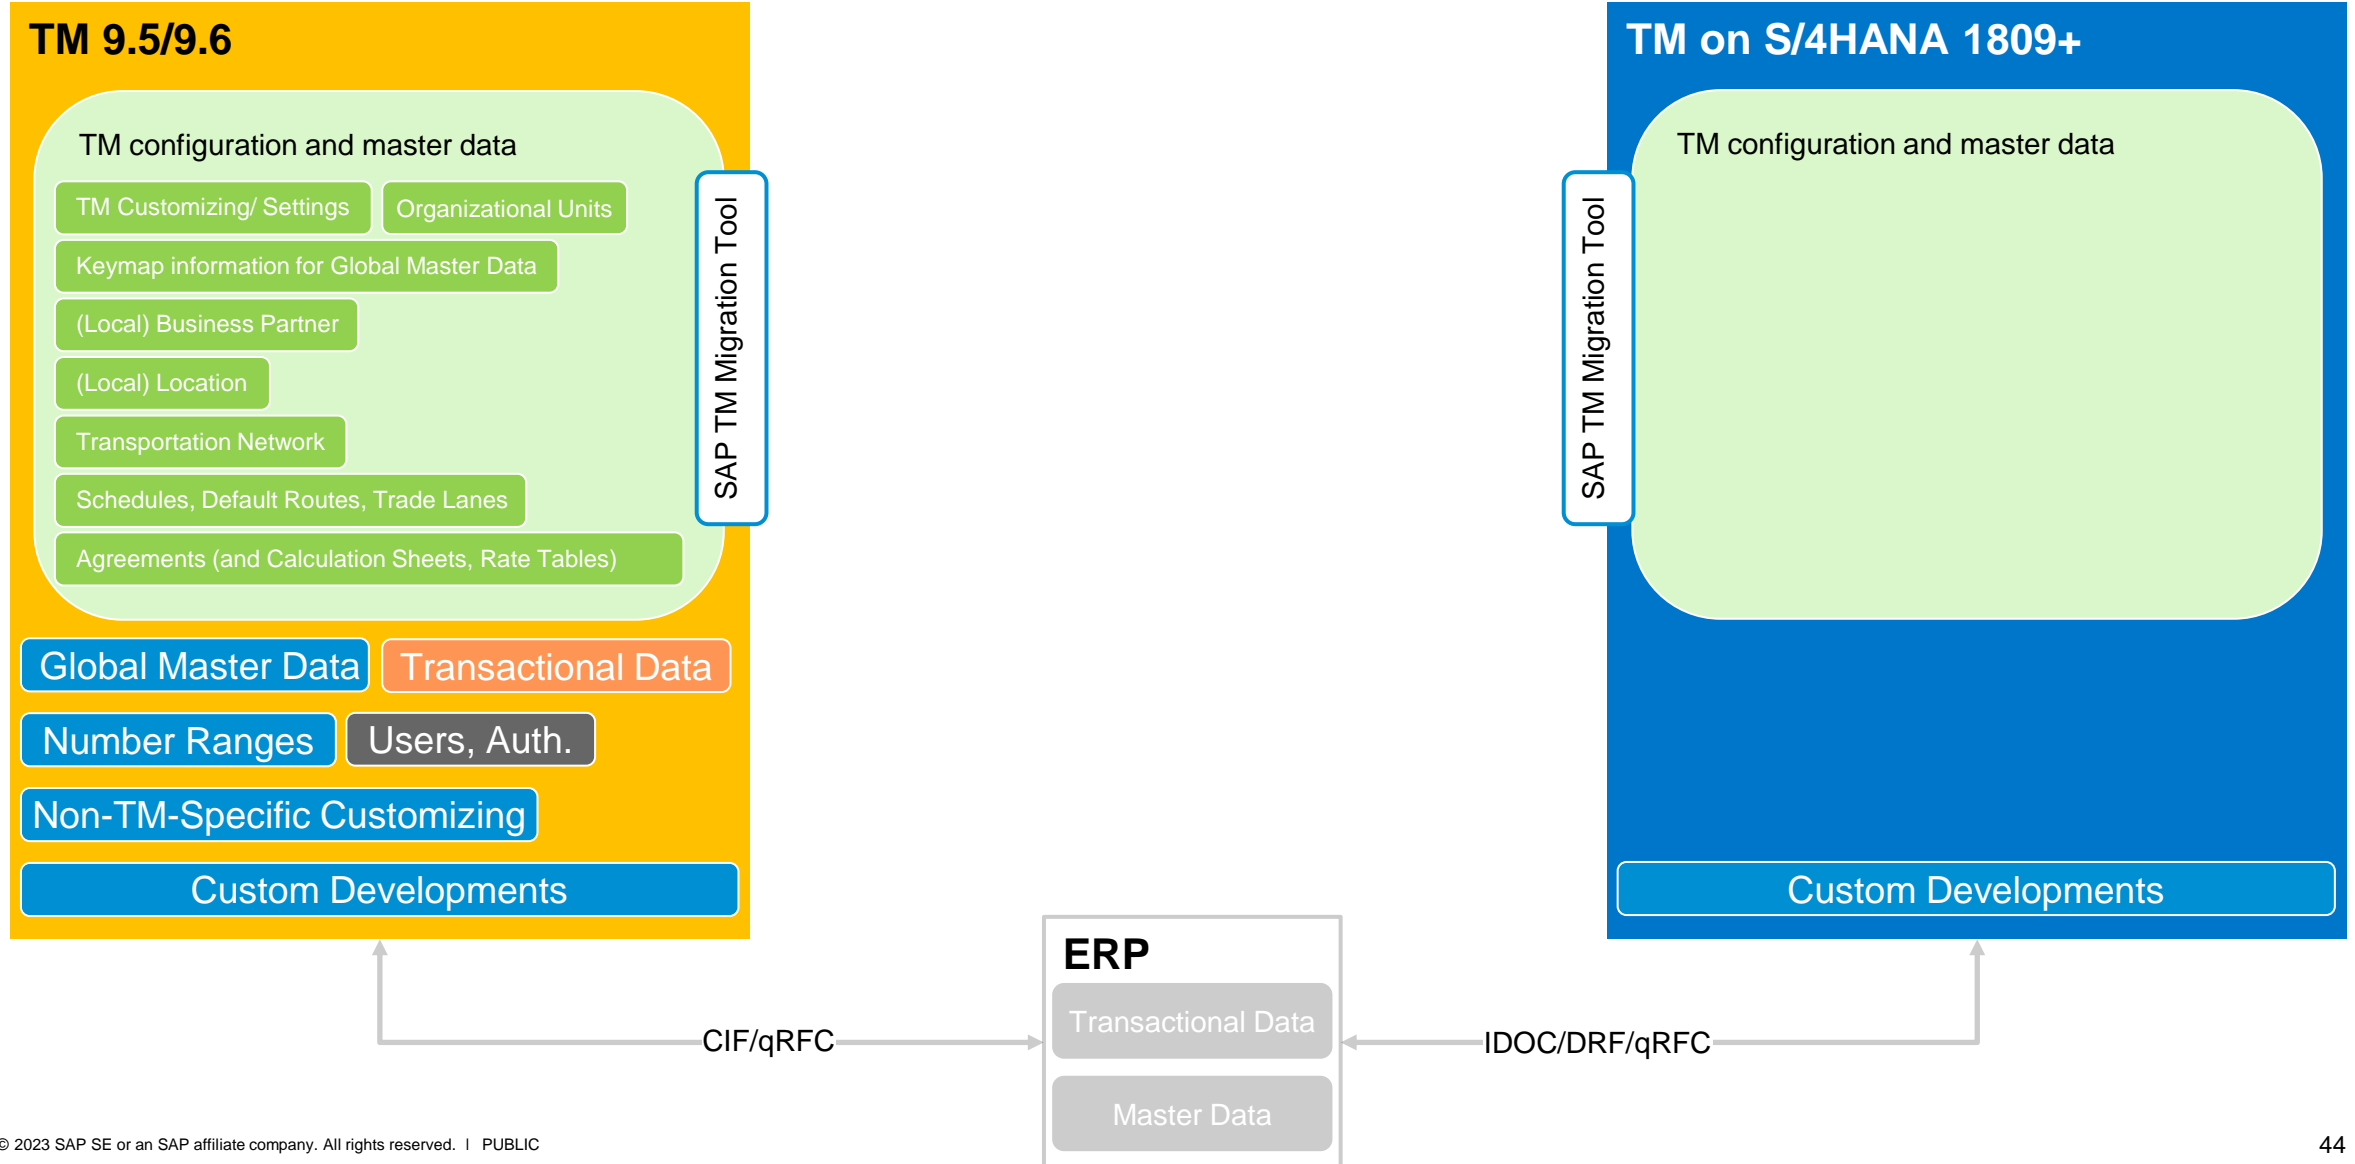 TM 9.5/9.6
TM configuration and master data
TM Customizing/ Settings
Organizational Units
Keymap information for Global Master Data
(Local) Business Partner
(Local) Location
Transportation Network
Schedules, Default Routes, Trade Lanes
Agreements (and Calculation Sheets, Rate Tables)
SAP TM Migration Tool
Global Master Data
Transactional Data
Number Ranges
Users, Auth.
Non-TM-Specific Customizing
Custom Developments
TM on S/4HANA 1809+
TM configuration and master data
SAP TM Migration Tool
Custom Developments
CIF/qRFC
ERP
Transactional Data
Master Data
IDOC/DRF/qRFC
© 2023 SAP SE or an SAP affiliate company. All rights reserved. I PUBLIC
44